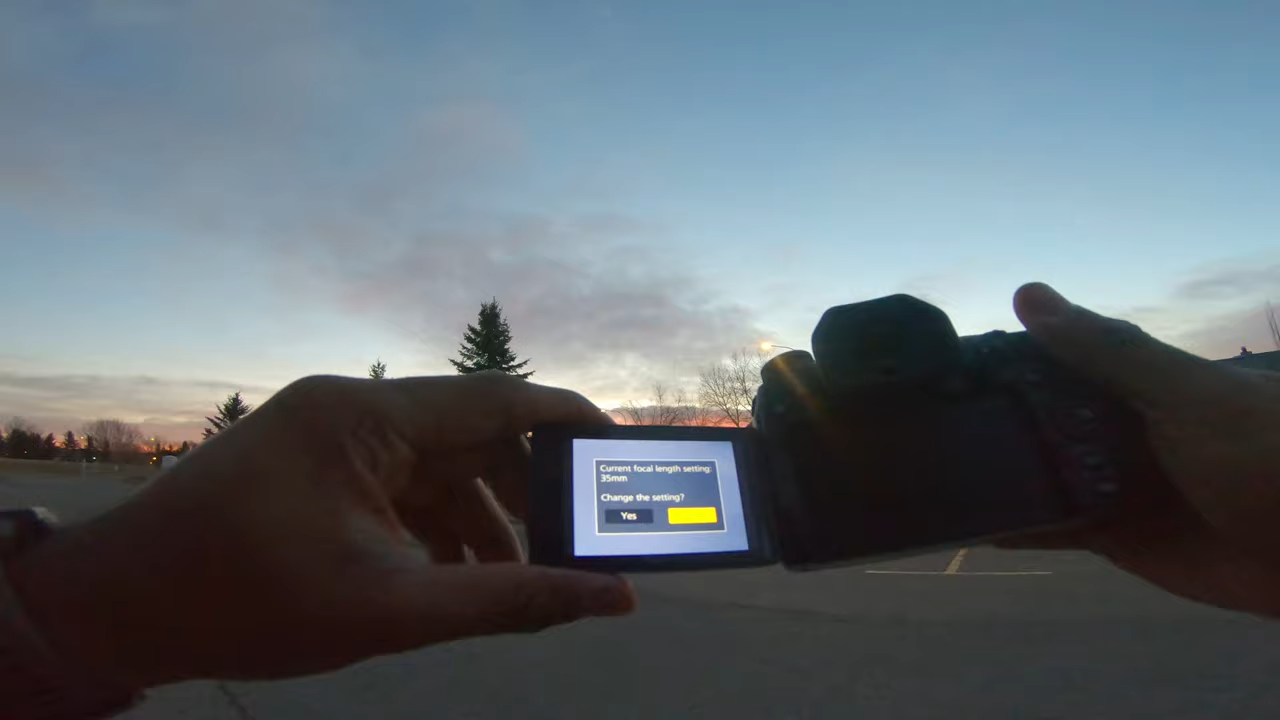 Current focal length setting:
35mm
Change the setting?
Yes